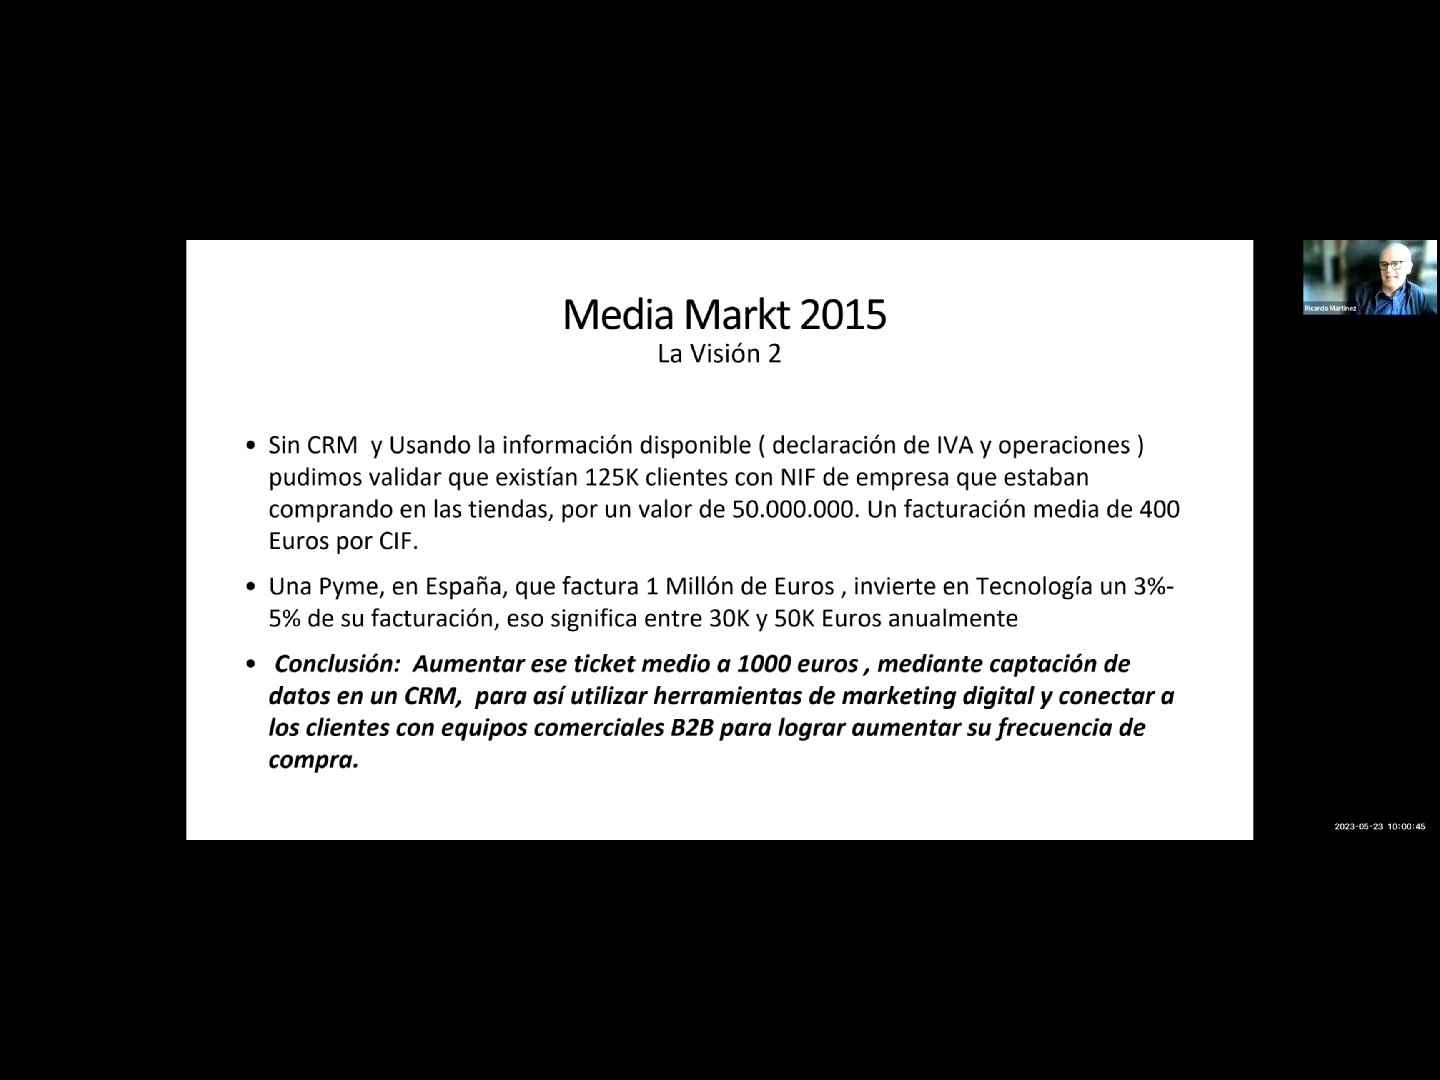 Media Markt 2015
La Visión 2
• Sin CRM  y Usando la información disponible ( declaración de IVA y operaciones )
pudimos validar que existían 125K clientes con NIF de empresa que estaban
comprando en las tiendas, por un valor de 50.000.000. Un facturación media de 400
Euros por CIF.
• Una Pyme, en España, que factura 1 Millón de Euros , invierte en Tecnología un 3%-
5% de su facturación, eso significa entre 30K y 50K Euros anualmente
• Conclusión:  Aumentar ese ticket medio a 1000 euros , mediante captación de
datos en un CRM,  para así utilizar herramientas de marketing digital y conectar a
los clientes con equipos comerciales B2B para lograr aumentar su frecuencia de
compra.
Ricardo Martinez
2023-05-23 10:00:45